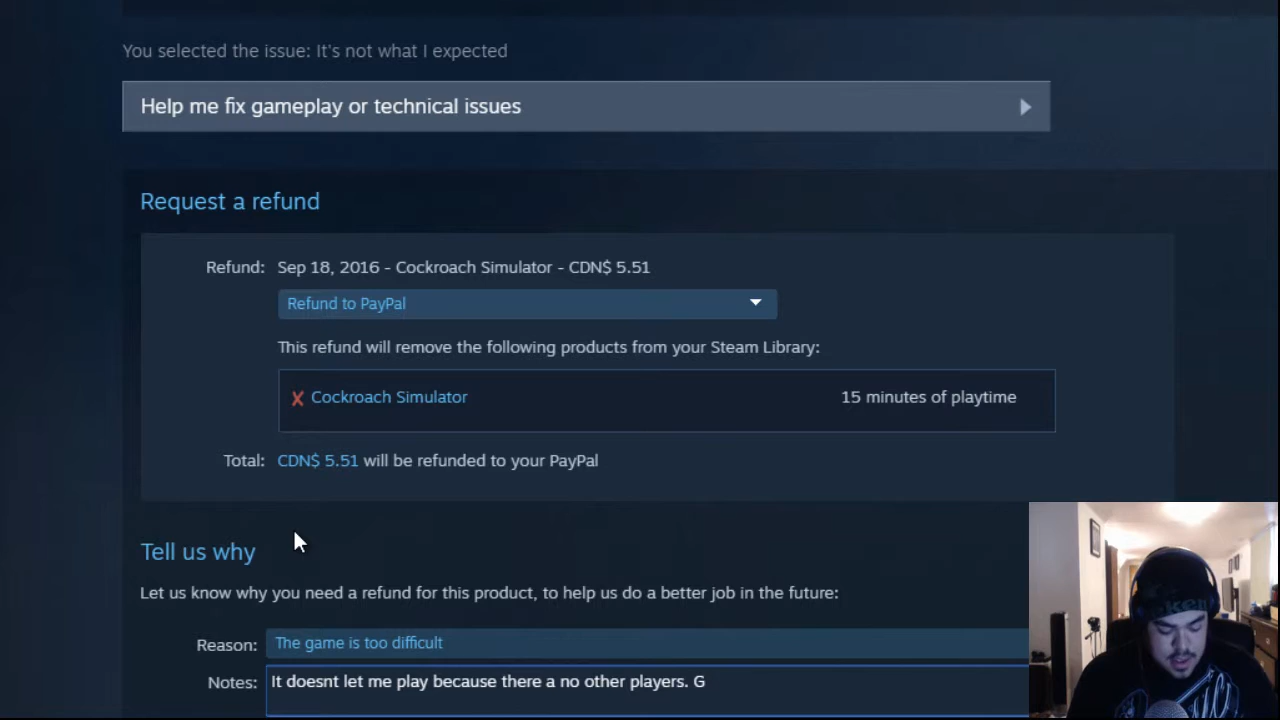 You selected the issue: It's not what I expected
Help me fix gameplay or technical issues
Request a refund
Refund: Sep 18, 2016 - Cockroach Simulator - CDN$ 5.51
Refund to PayPal
This refund will remove the following products from your Steam Library:
Cockroach Simulator 15 minutes of playtime
Total: CDN$ 5.51 will be refunded to your PayPal
Tell us why
Let us know why you need a refund for this product, to help us do a better job in the future:
Reason: The game is too difficult
Notes: It doesnt let me play because there a no other players. G